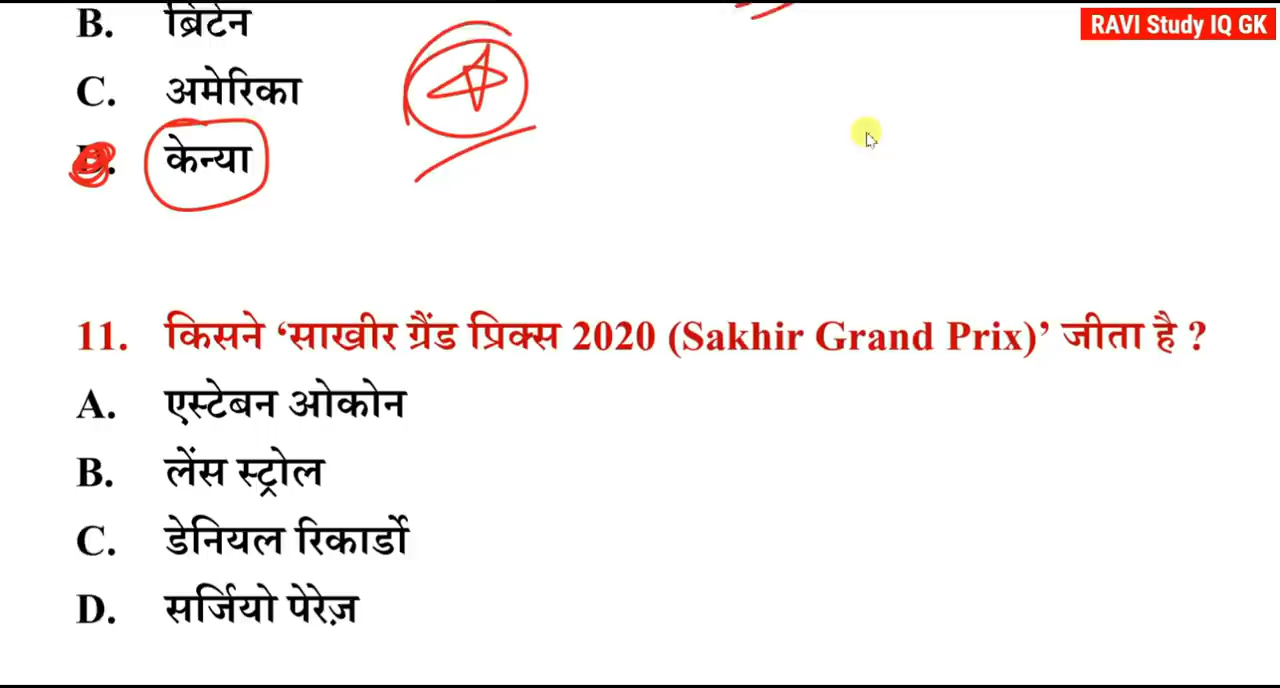 B. ब्रिटेन
RAVI Study IQ GK
C. अमेरिका
D. केन्या
11. किसने ‘साखीर ग्रैंड प्रिक्स 2020 (Sakhir Grand Prix)’ जीता है ?
A. एस्टेबन ओकोन
B. लेंस स्ट्रोल
C. डेनियल रिकार्डो
D. सर्जियो पेरेज़